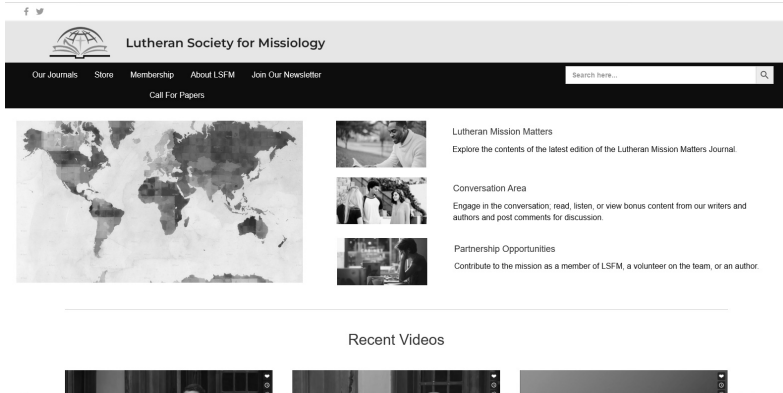 Lutheran Society for Missiology
Our Journals Store Membership About LSFM Join Our Newsletter
Search here...
Call For Papers
Lutheran Mission Matters
Explore the contents of the latest edition of the Lutheran Mission Matters Journal.
Conversation Area
Engage in the conversation; read, listen, or view bonus content from our writers and
authors and post comments for discussion.
Partnership Opportunities
Contribute to the mission as a member of LSFM, a volunteer on the team, or an author.
Recent Videos